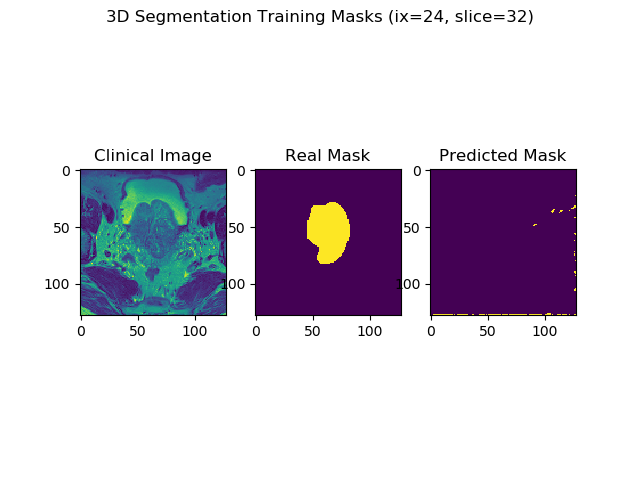 3D Segmentation Training Masks (ix=24, slice=32)
Clinical Image Real Mask Predicted Mask
0 0 0
50 50 50
100 100 100
0 50 100 0 50 100 0 50 100